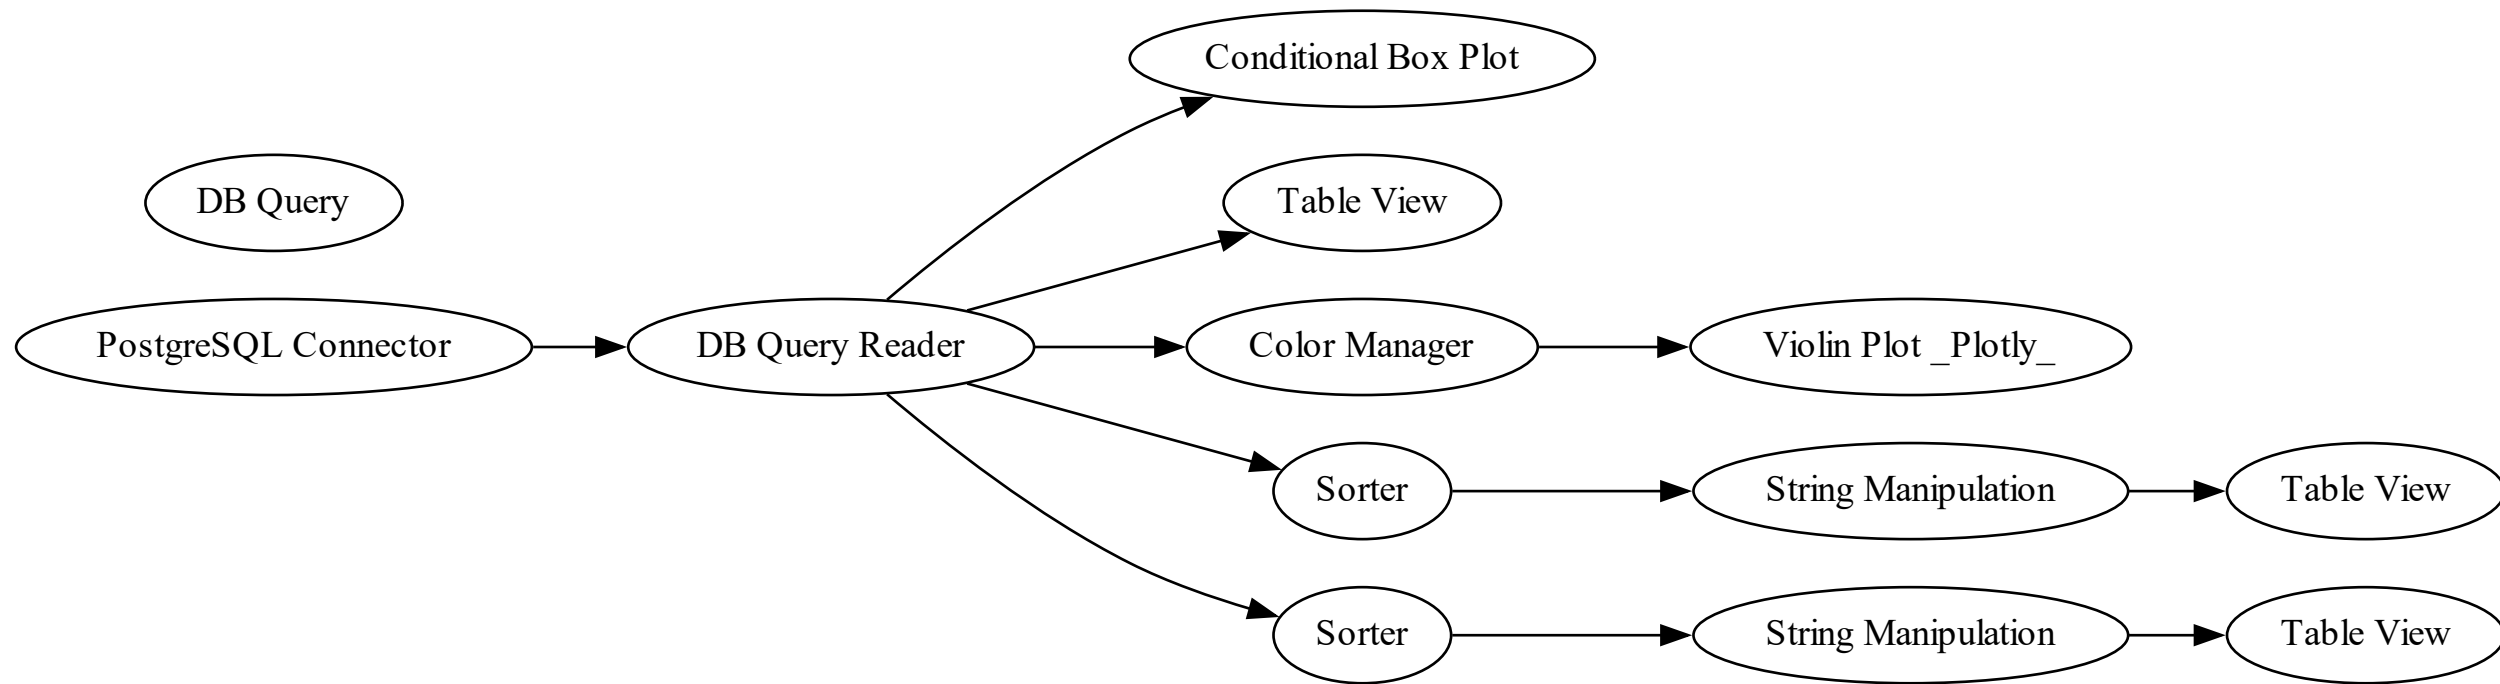 Conditional Box Plot
DB Query
Table View
PostgreSQL Connector
DB Query Reader
Color Manager
Violin Plot _Plotly_
Sorter
String Manipulation
Table View
Sorter
String Manipulation
Table View